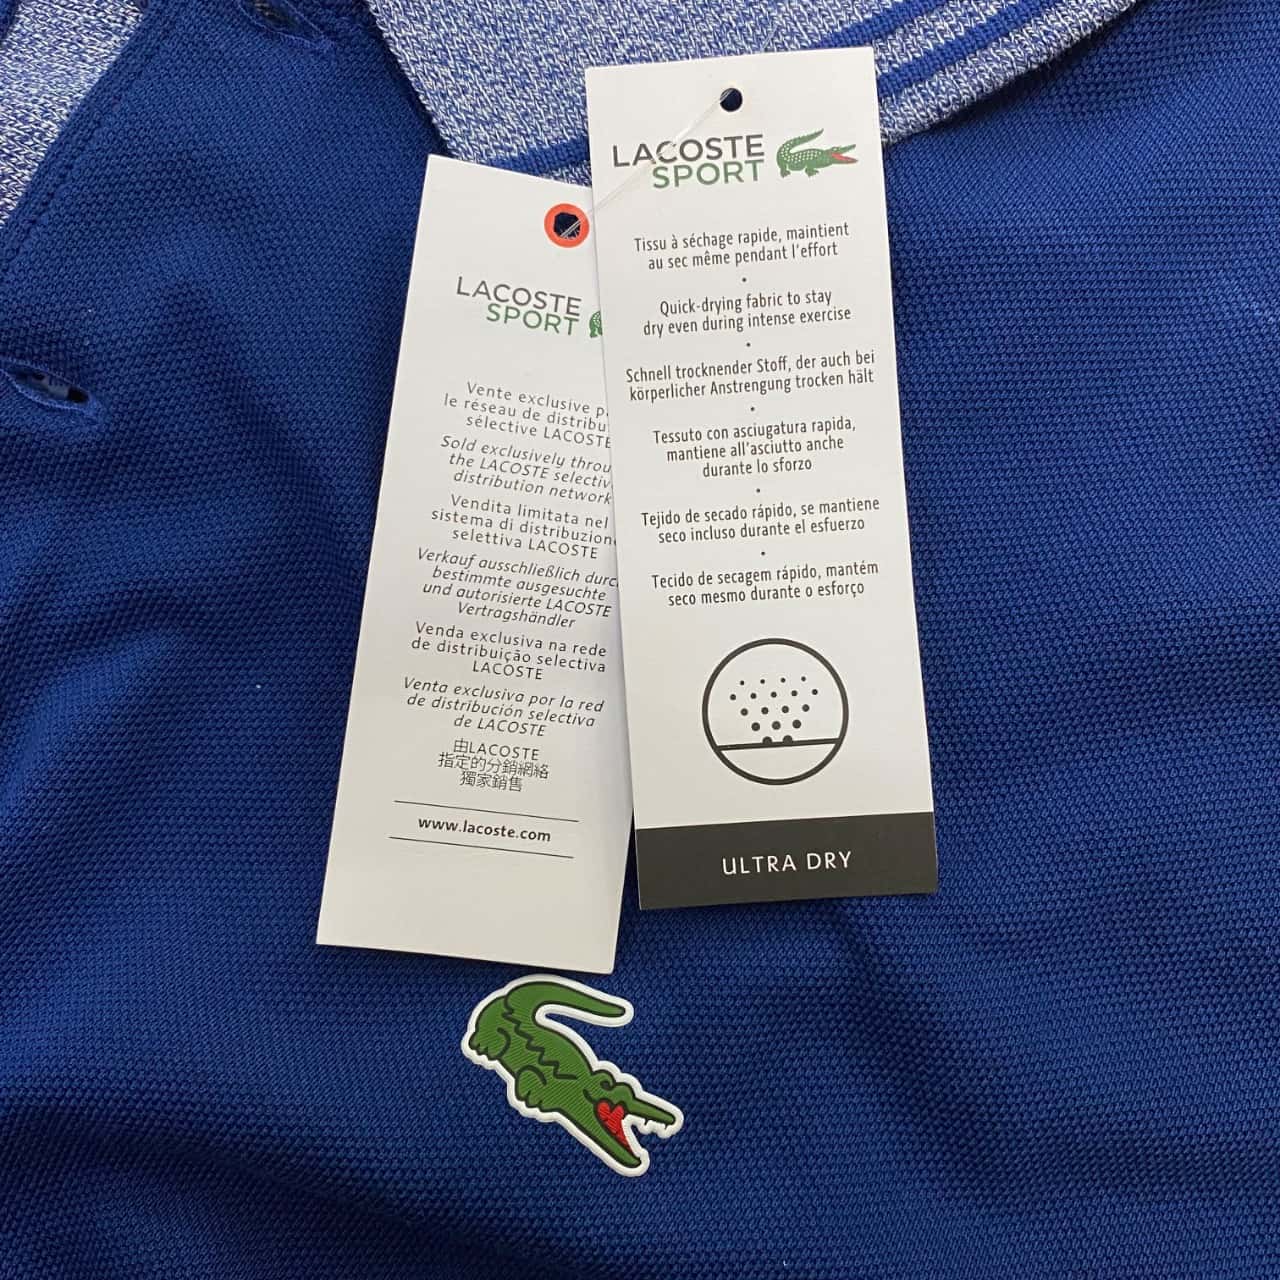 LACOSTE
SPORT
Vente exclusive
le réseau de
sélective LACOSTE
Sold exclusively
the LACOSTE
distribution network
Vendita limitata nel
sistema di
selettiva LACOSTE
Verkauf ausschließlich
bestimmte ausgesuchte
und autorisierte LACOSTE
Vertragshändler
Venda exclusiva na rede
de distribuição selectiva
LACOSTE
Venta exclusiva por la red
de distribución selectiva
de LACOSTE
由LACOSTE
指定的分銷網絡
獨家銷售
www.lacoste.com
LACOSTE
SPORT
Tissu à séchage rapide, maintient
au sec même pendant l'effort
Quick-drying fabric to stay
dry even during intense exercise
Schnell trocknender Stoff, der auch bei
körperlicher Anstrengung trocken hält
Tessuto con asciugatura rapida,
mantiene all'asciutto anche
durante lo sforzo
Tejido de secado rápido, se mantiene
seco incluso durante el esfuerzo
Tecido de secagem rápido, mantém
seco mesmo durante o esforço
ULTRA DRY